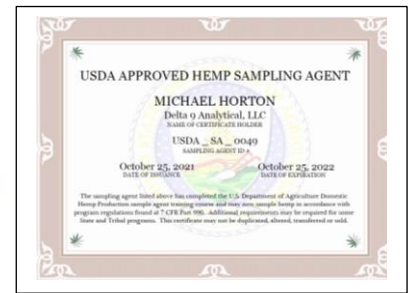 USDA APPROVED HEMP SAMPLING AGENT
MICHAEL HORTON
Delta 9 Analytical, LLC
NAME OF CERTIFICATE HOLDER
USDA _ SA _ 0049
SAMPLING AGENT ID #
October 25, 2021 October 25, 2022
DATE OF ISSUANCE DATE OF EXPIRATION
The sampling agent listed above has completed the U.S. Department of Agriculture Domestic
Hemp Production sample agent training course and may now sample hemp in accordance with
program regulations found at 7 CFR Part 990. Additional requirements may be required for some
State and Tribal programs. This certificate may not be duplicated, altered, transferred or sold.